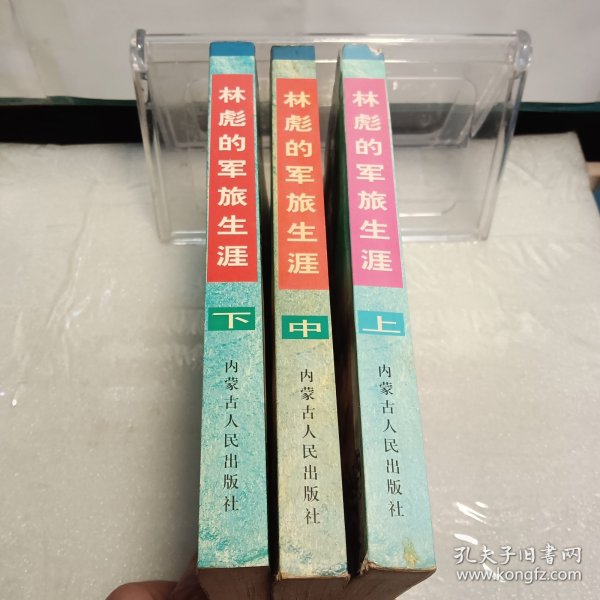 林彪的军旅生涯
下
内蒙古人民出版社
林彪的军旅生涯
中
内蒙古人民出版社
林彪的军旅生涯
上
内蒙古人民出版社
孔夫子旧书网
www.kongfz.com